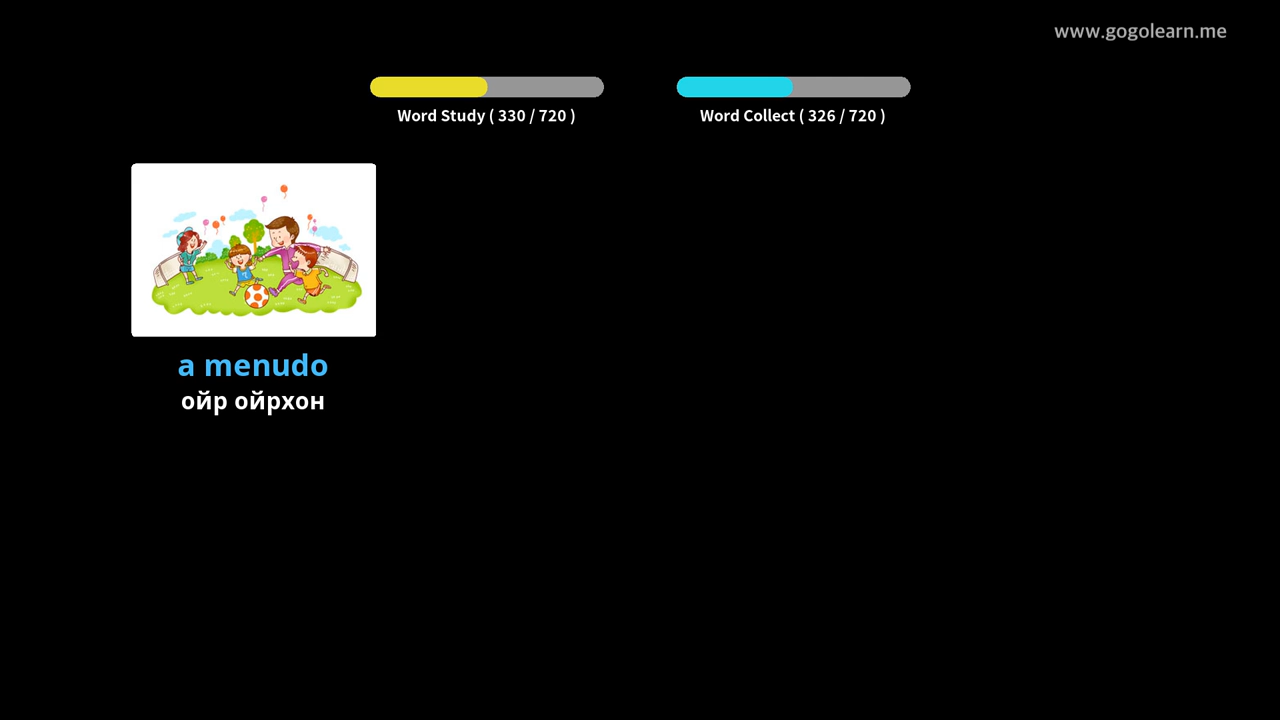 www.gogolearn.me
Word Study ( 330 / 720 )
Word Collect ( 326 / 720 )
a menudo
ойр ойрхон